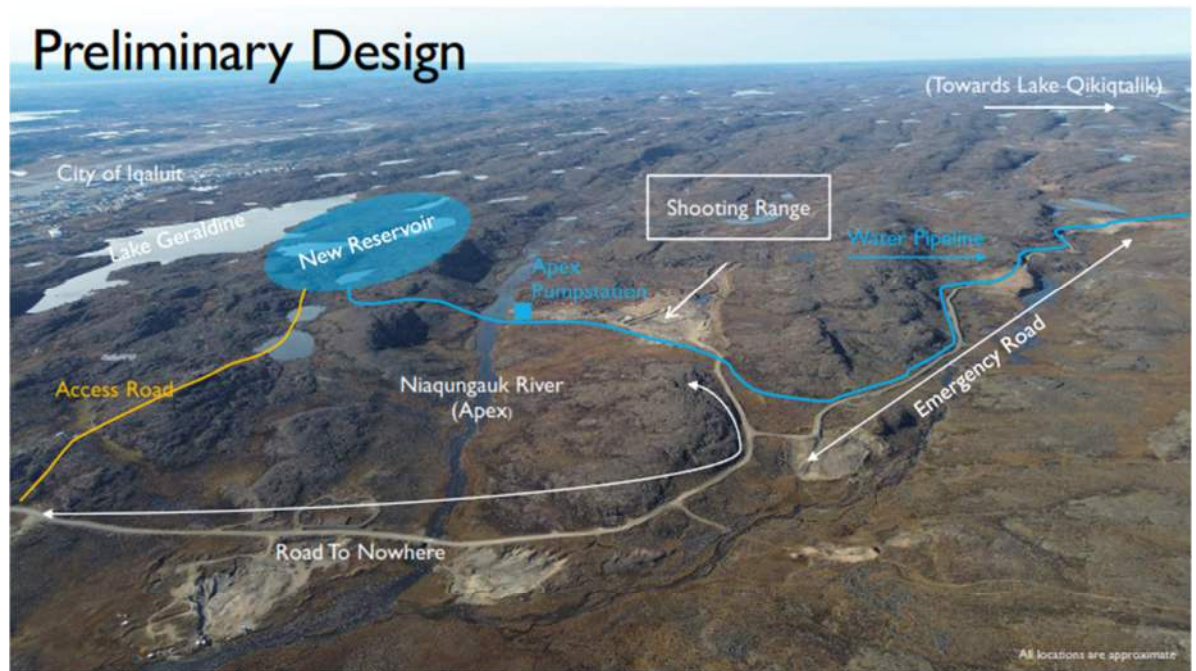 Preliminary Design
(Towards Lake Qikiqtalik)
City of Iqaluit
Lake Geraldine
New Reservoir
Shooting Range
Water Pipeline
Apex
Pumpstation
Emergency Road
Access Road
Niaqungauk River
(Apex)
Road To Nowhere
All locations are approximate